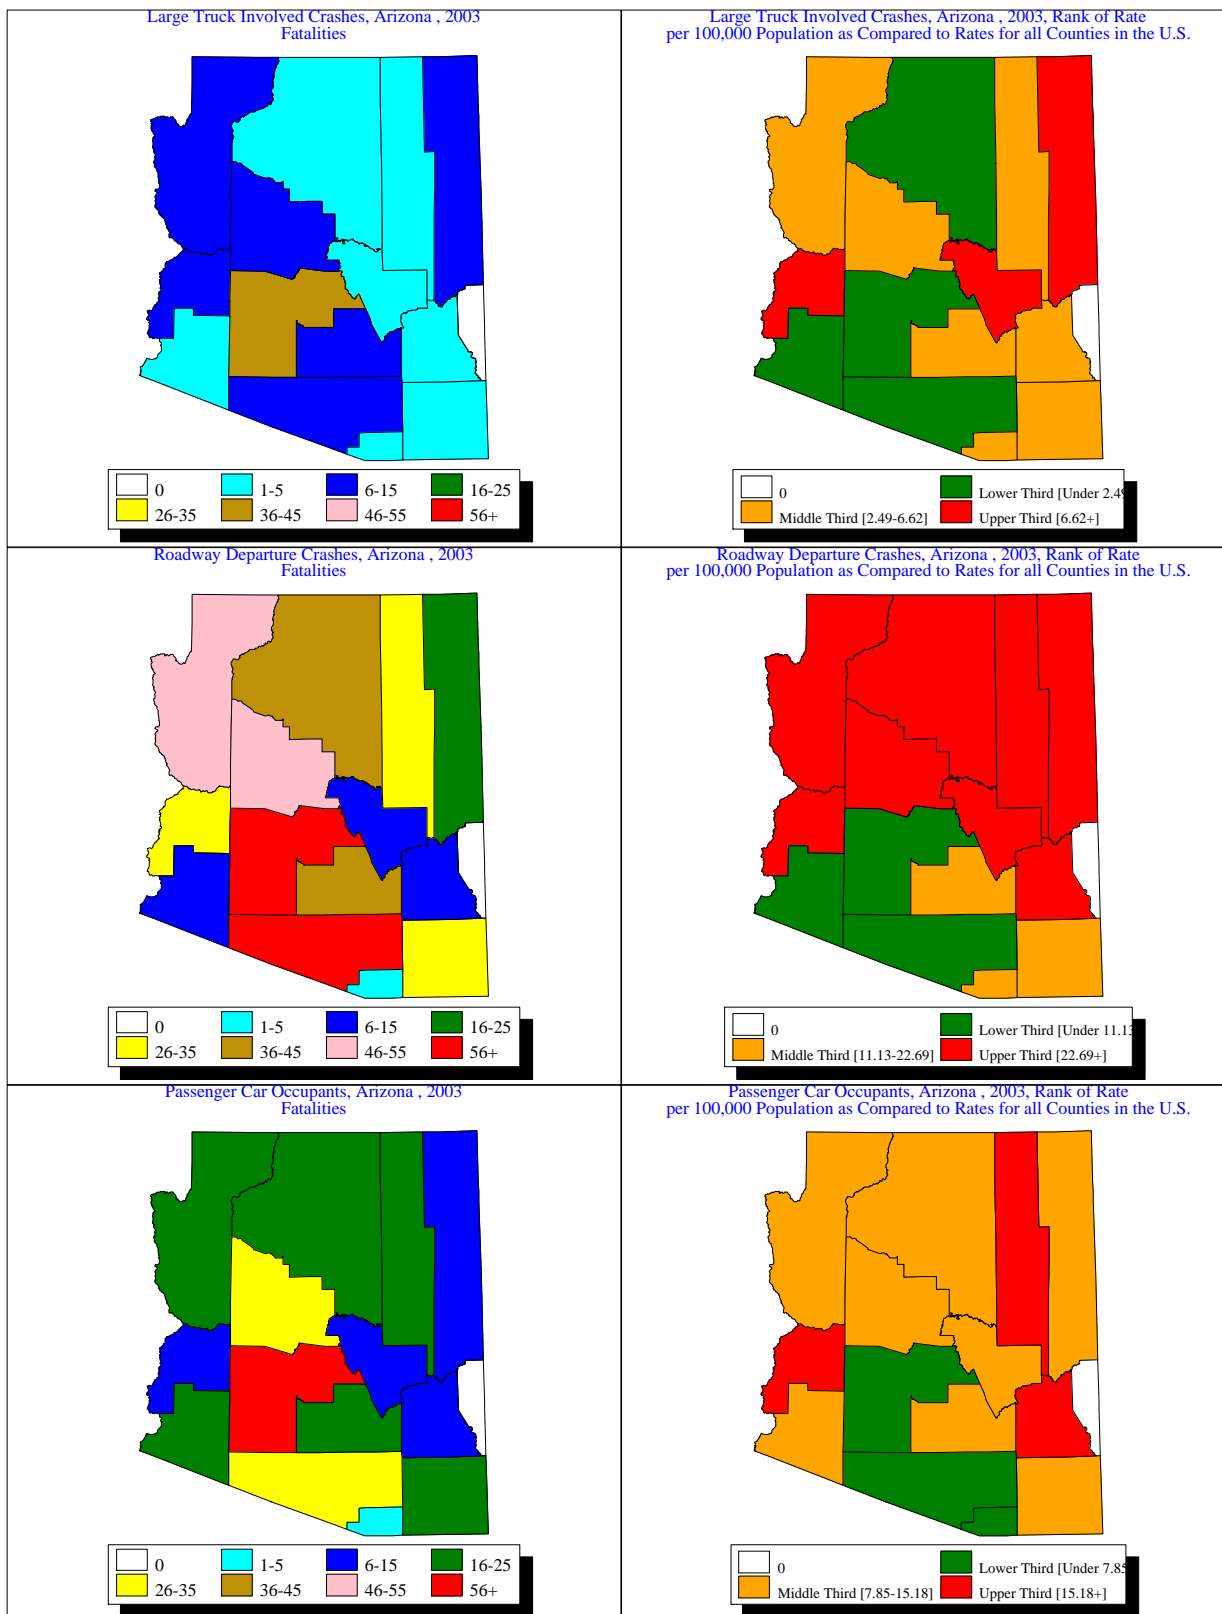 Large Truck Involved Crashes, Arizona , 2003
Fatalities
0
1-5
6-15
16-25
26-35
36-45
46-55
56+
Large Truck Involved Crashes, Arizona , 2003, Rank of Rate
per 100,000 Population as Compared to Rates for all Counties in the U.S.
0
Lower Third [Under 2.49
Middle Third [2.49-6.62]
Upper Third [6.62+]
Roadway Departure Crashes, Arizona , 2003
Fatalities
0
1-5
6-15
16-25
26-35
36-45
46-55
56+
Roadway Departure Crashes, Arizona , 2003, Rank of Rate
per 100,000 Population as Compared to Rates for all Counties in the U.S.
0
Lower Third [Under 11.13
Middle Third [11.13-22.69]
Upper Third [22.69+]
Passenger Car Occupants, Arizona , 2003
Fatalities
0
1-5
6-15
16-25
26-35
36-45
46-55
56+
Passenger Car Occupants, Arizona , 2003, Rank of Rate
per 100,000 Population as Compared to Rates for all Counties in the U.S.
0
Lower Third [Under 7.85
Middle Third [7.85-15.18]
Upper Third [15.18+]